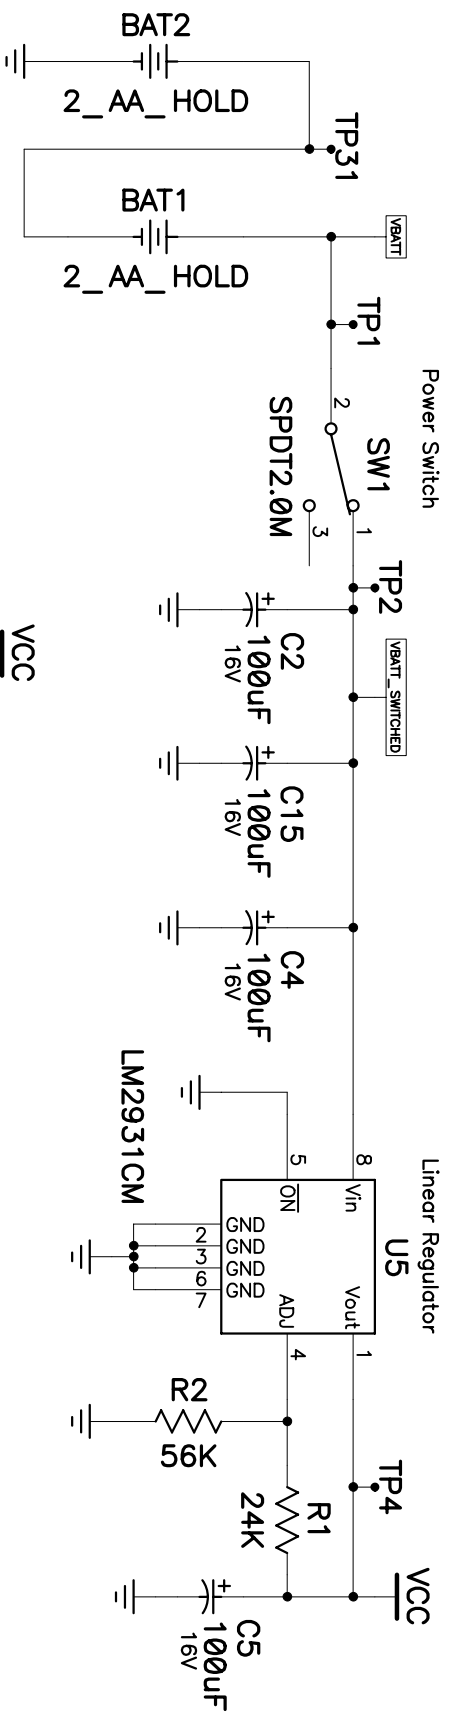 BAT2
2_AA_HOLD
TP31
BAT1
2_AA_HOLD
VBATT
TP1
Power Switch
2
SW1
1
3
SPDT2.0M
TP2
VBATT_SWITCHED
+
C2
100uF
16V
+
C15
100uF
16V
+
C4
100uF
16V
VCC
Linear Regulator
U5
LM2931CM
8
Vin
5
ON
GND
2
GND
3
GND
6
GND
7
Vout
1
ADJ
4
R2
56K
R1
24K
TP4
VCC
+
C5
100uF
16V